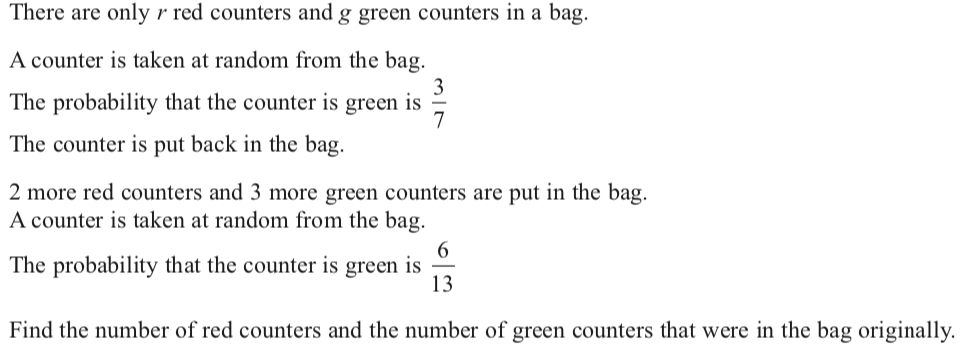 There are only r red counters and g green counters in a bag.
A counter is taken at random from the bag.
The probability that the counter is green is 3/7
The counter is put back in the bag.
2 more red counters and 3 more green counters are put in the bag.
A counter is taken at random from the bag.
The probability that the counter is green is 6/13
Find the number of red counters and the number of green counters that were in the bag originally.